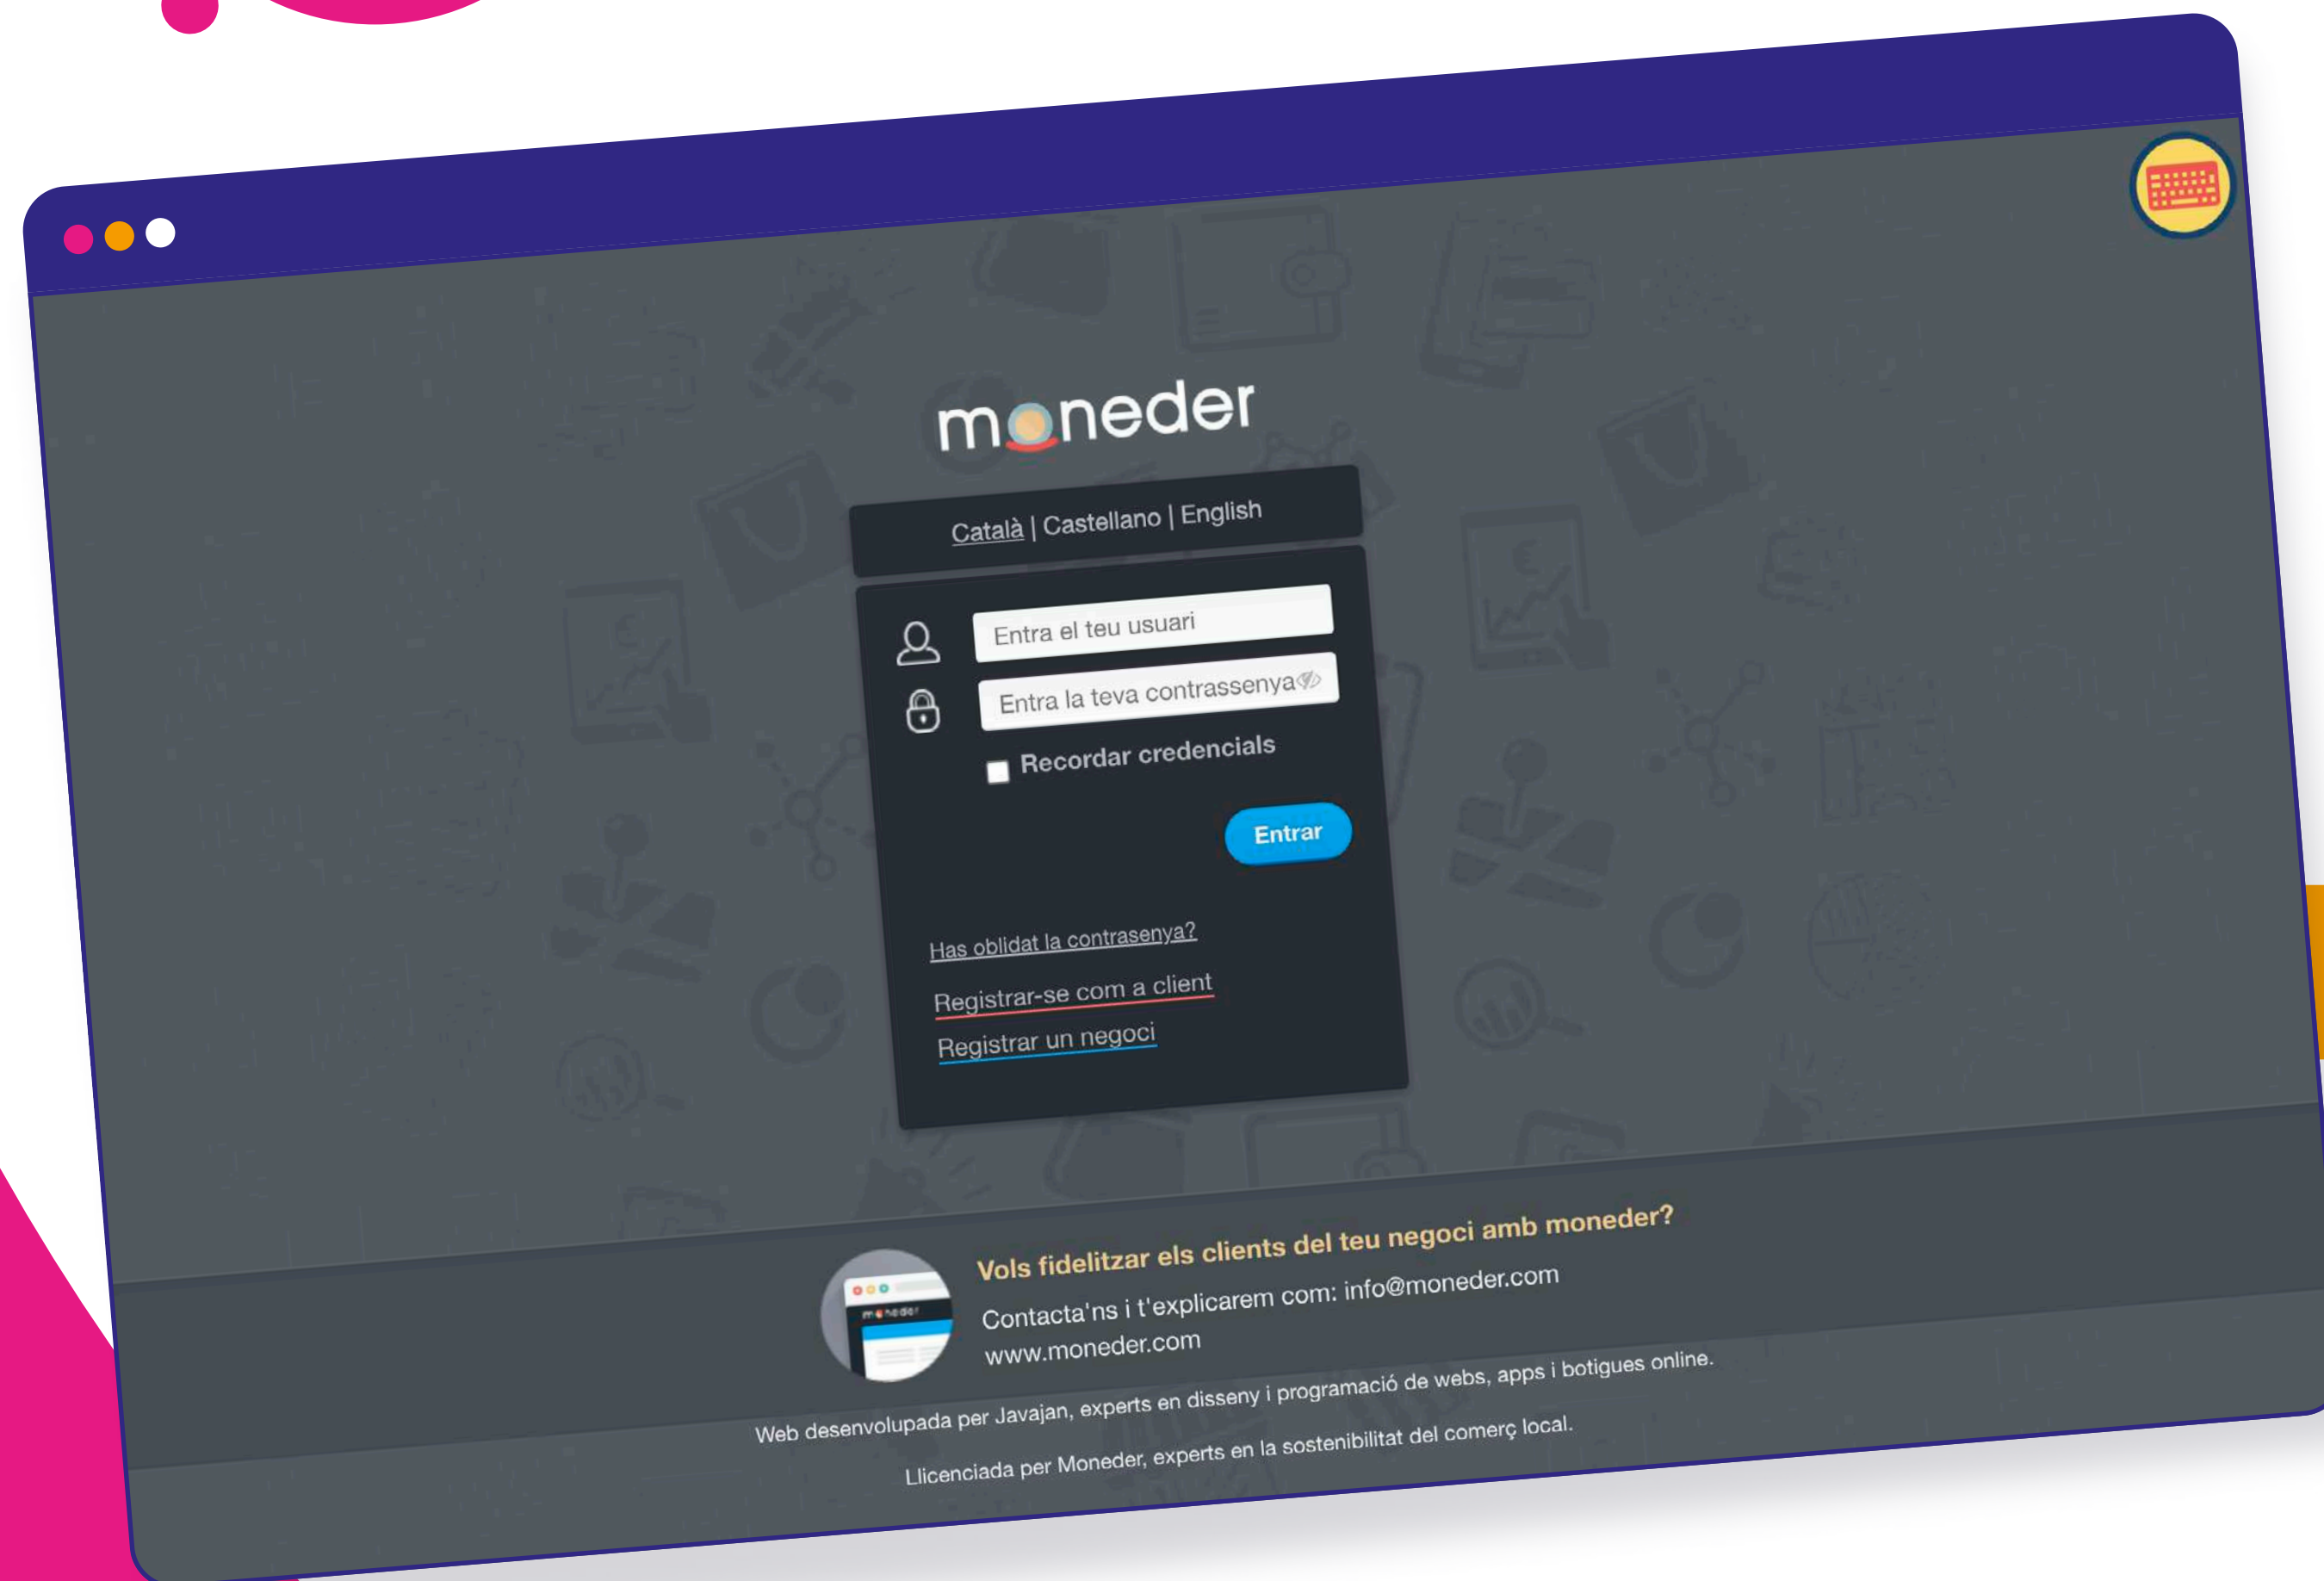 moneder
Català | Castellano | English
Entra el teu usuari
Entra la teva contrassenya
Recordar credencials
Entrar
Has oblidat la contrasenya?
Registrar-se com a client
Registrar un negoci
Vols fidelitzar els clients del teu negoci amb moneder?
moneder
Contacta'ns i t'explicarem com: info@moneder.com
www.moneder.com
Web desenvolupada per Javajan, experts en disseny i programació de webs, apps i botigues online.
Llicenciada per Moneder, experts en la sostenibilitat del comerç local.